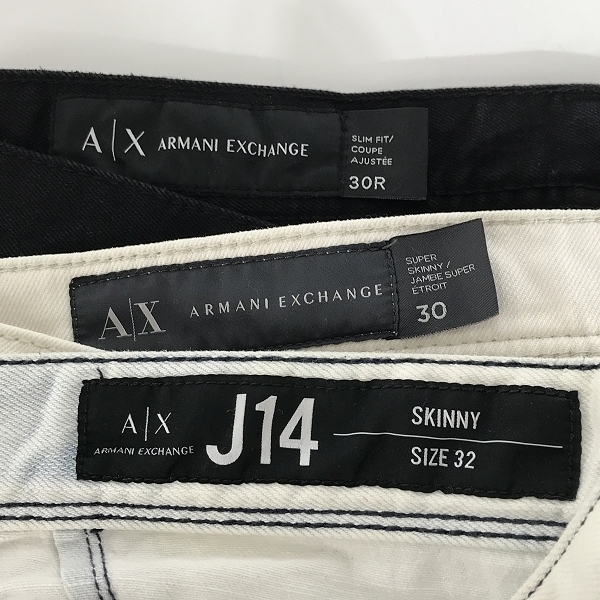 A|X ARMANI EXCHANGE
SLIM FIT/
COUPE
AJUSTÉE
30R
A|X ARMANI EXCHANGE
SUPER
SKINNY/
JAMBE SUPER
ÉTROIT
30
A|X
ARMANI EXCHANGE
J14
SKINNY
SIZE 32